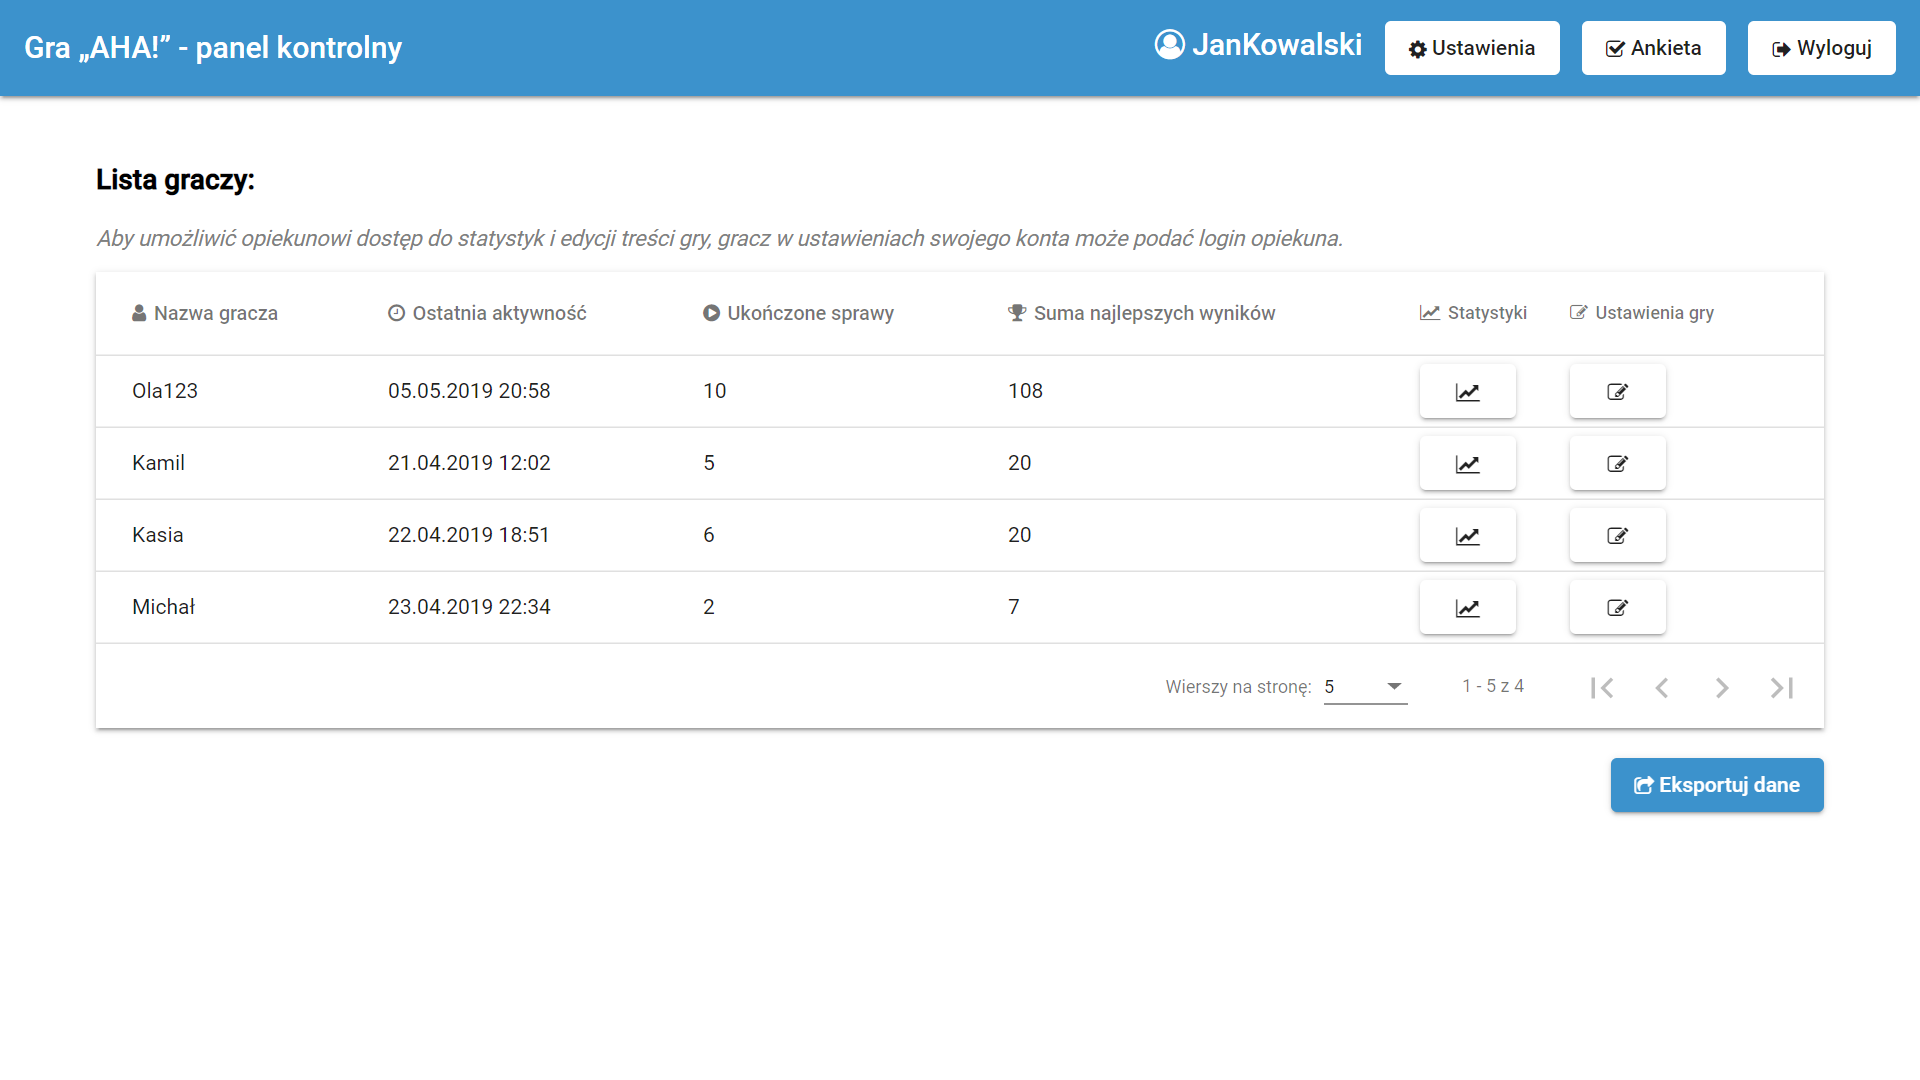 Gra „AHA!” - panel kontrolny
JanKowalski
Ustawienia
Ankieta
Wyloguj
Lista graczy:
Aby umożliwić opiekunowi dostęp do statystyk i edycji treści gry, gracz w ustawieniach swojego konta może podać login opiekuna.
Nazwa gracza Ostatnia aktywność Ukończone sprawy Suma najlepszych wyników Statystyki Ustawienia gry
Ola123 05.05.2019 20:58 10 108
Kamil 21.04.2019 12:02 5 20
Kasia 22.04.2019 18:51 6 20
Michał 23.04.2019 22:34 2 7
Wierszy na stronę: 5 1 - 5 z 4
Eksportuj dane